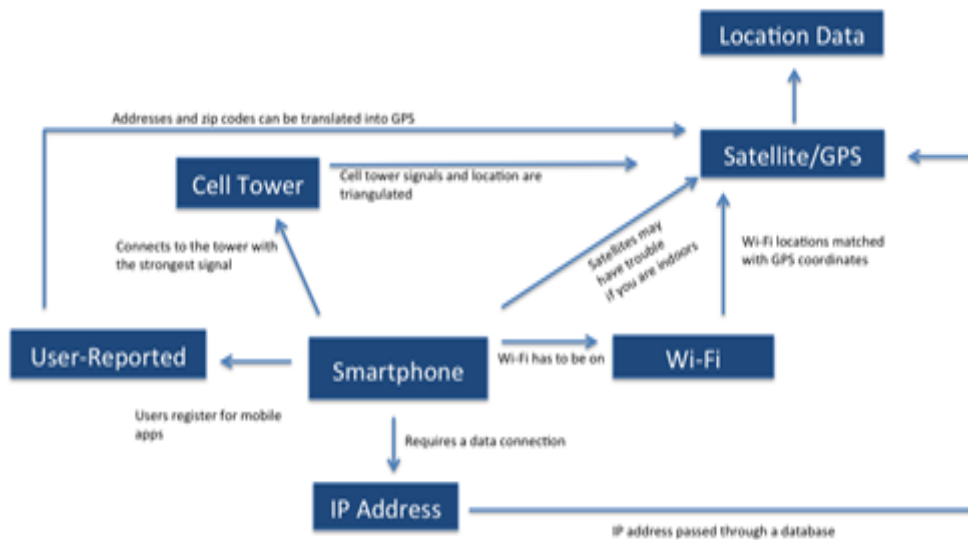 Location Data
Addresses and zip codes can be translated into GPS
Satellite/GPS
Cell Tower
Cell tower signals and location are
triangulated
Connects to the tower with
the strongest signal
Satellites may
have trouble
if you are indoors
Wi-Fi locations matched
with GPS coordinates
User-Reported
Smartphone
Wi-Fi has to be on
Wi-Fi
Users register for mobile
apps
Requires a data connection
IP Address
IP address passed through a database